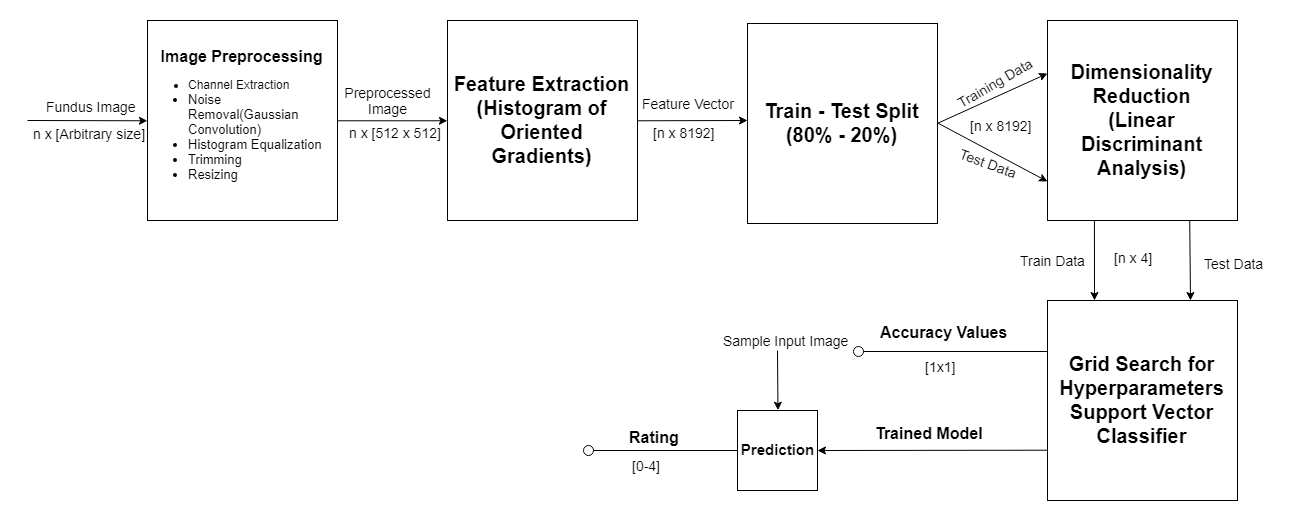 Fundus Image
n x [Arbitrary size]
Image Preprocessing
• Channel Extraction
• Noise
Removal(Gaussian
Convolution)
• Histogram Equalization
• Trimming
• Resizing
Preprocessed
Image
n x [512 x 512]
Feature Extraction
(Histogram of
Oriented
Gradients)
Feature Vector
[n x 8192]
Train - Test Split
(80% - 20%)
Training Data
[n x 8192]
Test Data
Dimensionality
Reduction
(Linear
Discriminant
Analysis)
Train Data
[n x 4]
Test Data
Grid Search for
Hyperparameters
Support Vector
Classifier
Accuracy Values
[1x1]
Sample Input Image
Trained Model
Prediction
Rating
[0-4]